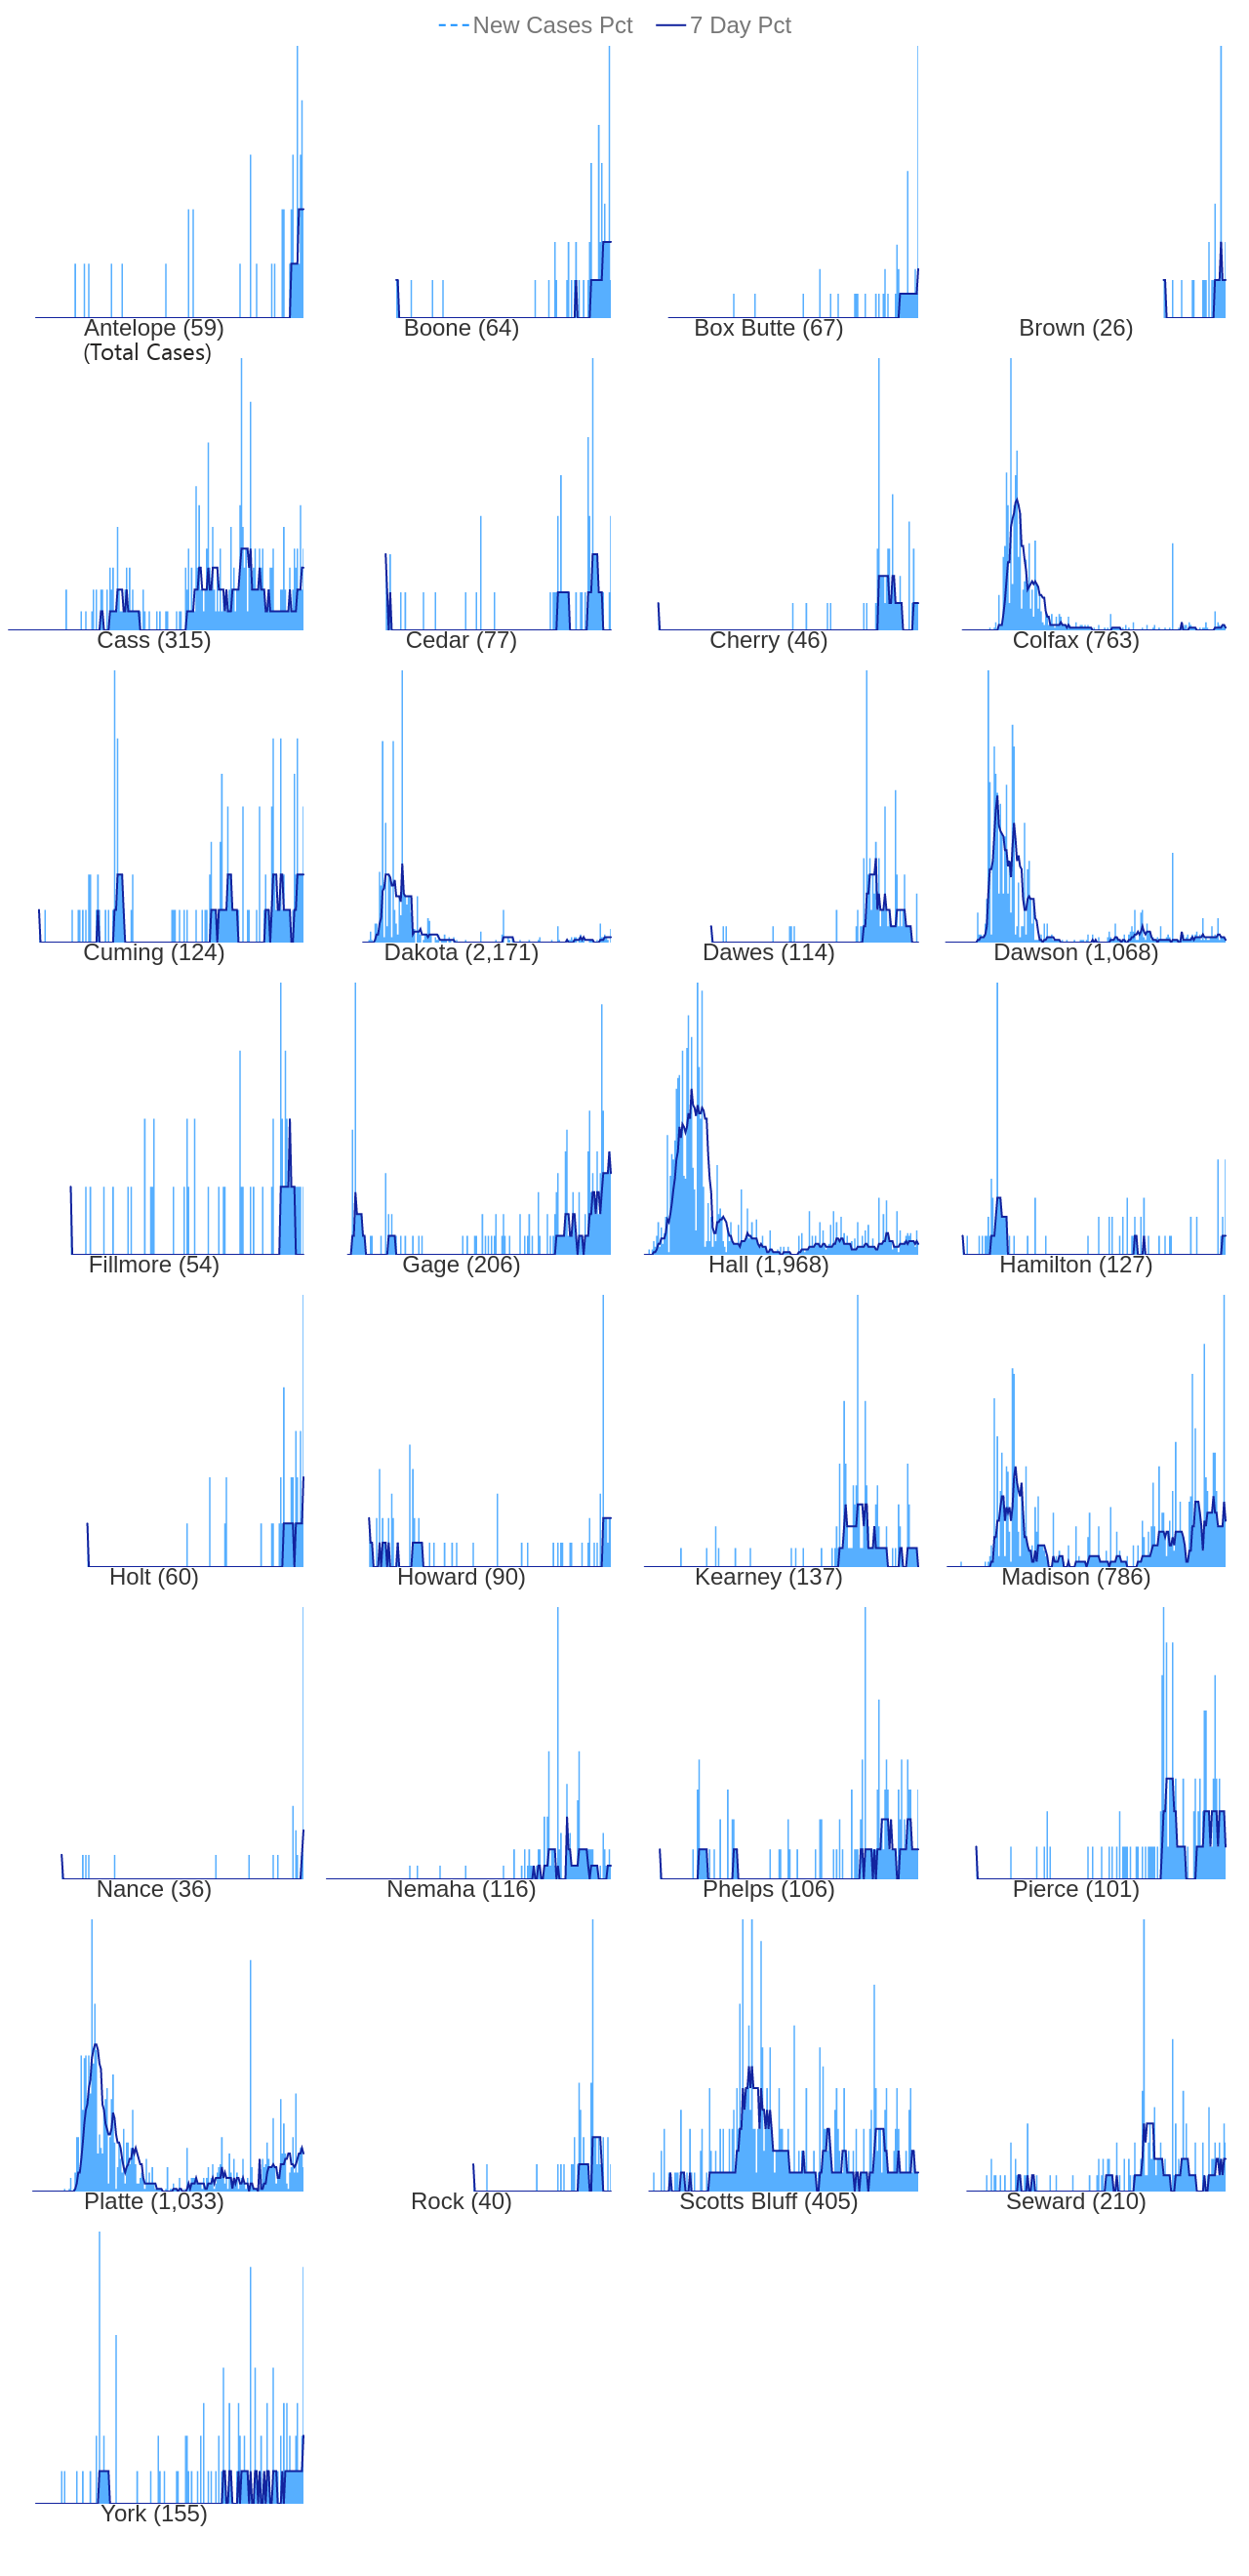 New Cases Pct 7 Day Pct
Antelope (59) Boone (64) Box Butte (67) Brown (26)
(Total Cases)
Cass (315) Cedar (77) Cherry (46) Colfax (763)
Cuming (124) Dakota (2,171) Dawes (114) Dawson (1,068)
Fillmore (54) Gage (206) Hall (1,968) Hamilton (127)
Holt (60) Howard (90) Kearney (137) Madison (786)
Nance (36) Nemaha (116) Phelps (106) Pierce (101)
Platte (1,033) Rock (40) Scotts Bluff (405) Seward (210)
York (155)